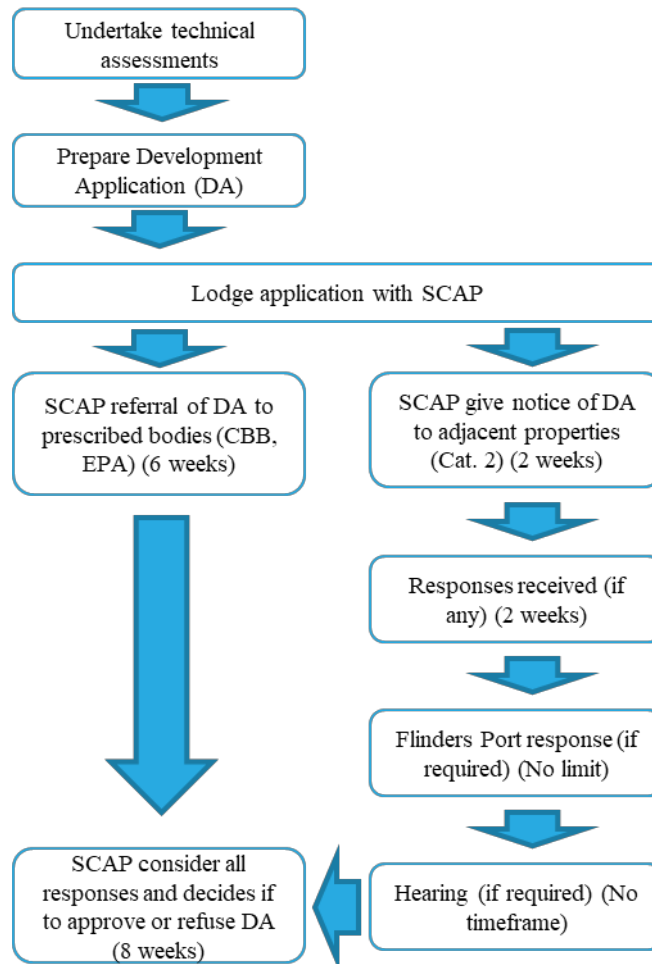 Undertake technical
assessments
Prepare Development
Application (DA)
Lodge application with SCAP
SCAP referral of DA to
prescribed bodies (CBB,
EPA) (6 weeks)
SCAP give notice of DA
to adjacent properties
(Cat. 2) (2 weeks)
Responses received (if
any) (2 weeks)
Flinders Port response (if
required) (No limit)
Hearing (if required) (No
timeframe)
SCAP consider all
responses and decides if
to approve or refuse DA
(8 weeks)